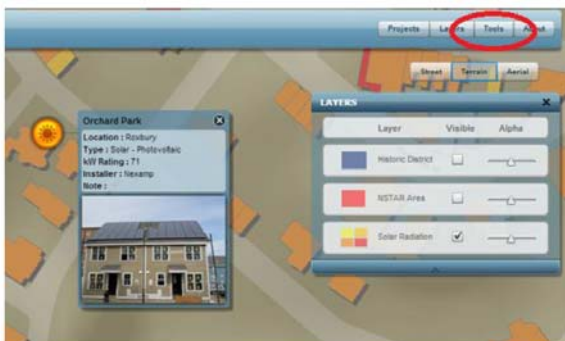 Projects Layers Tools About
Street Terrain Aerial
Orchard Park
Location : Roxbury
Type : Solar - Photovoltaic
kW Rating : 71
Installer : Nexamp
Note :
LAYERS
Layer Visible Alpha
Historic District
NSTAR Area
Solar Radiation